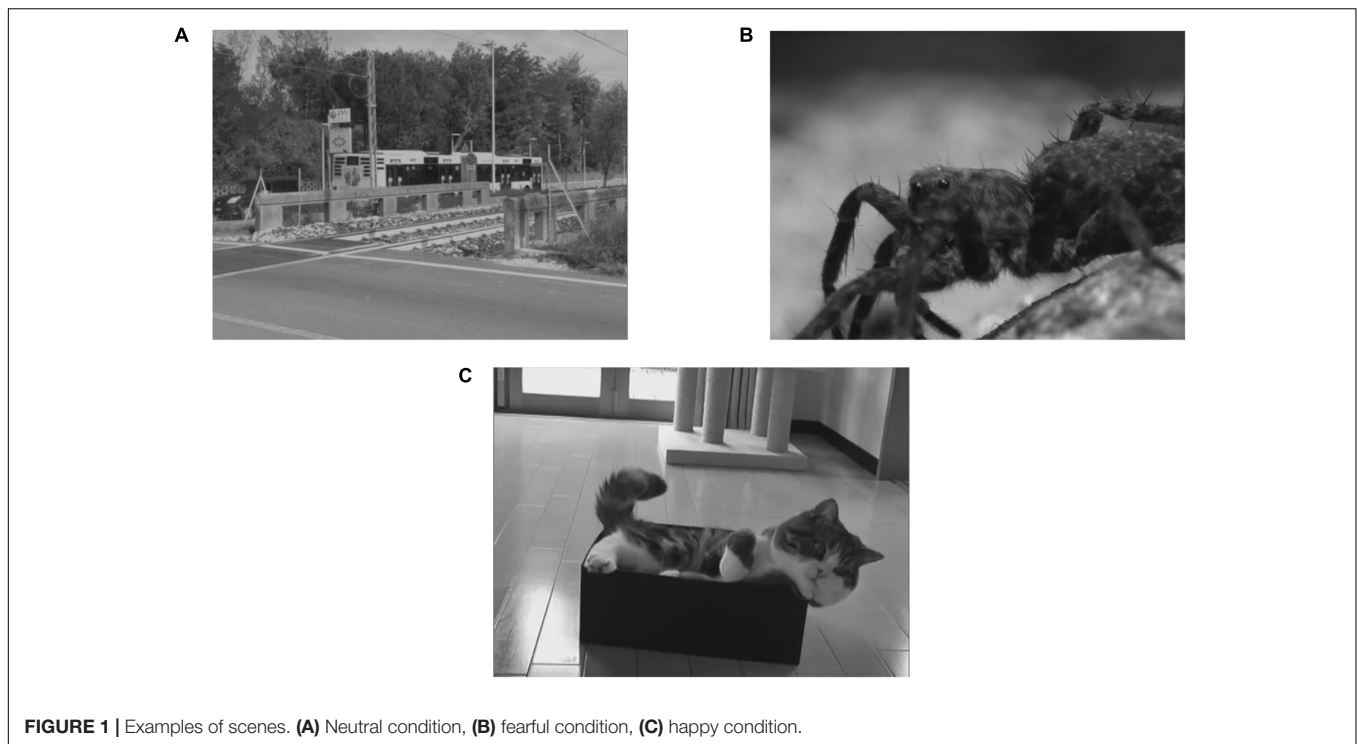 A
B
C
FIGURE 1 | Examples of scenes. (A) Neutral condition, (B) fearful condition, (C) happy condition.